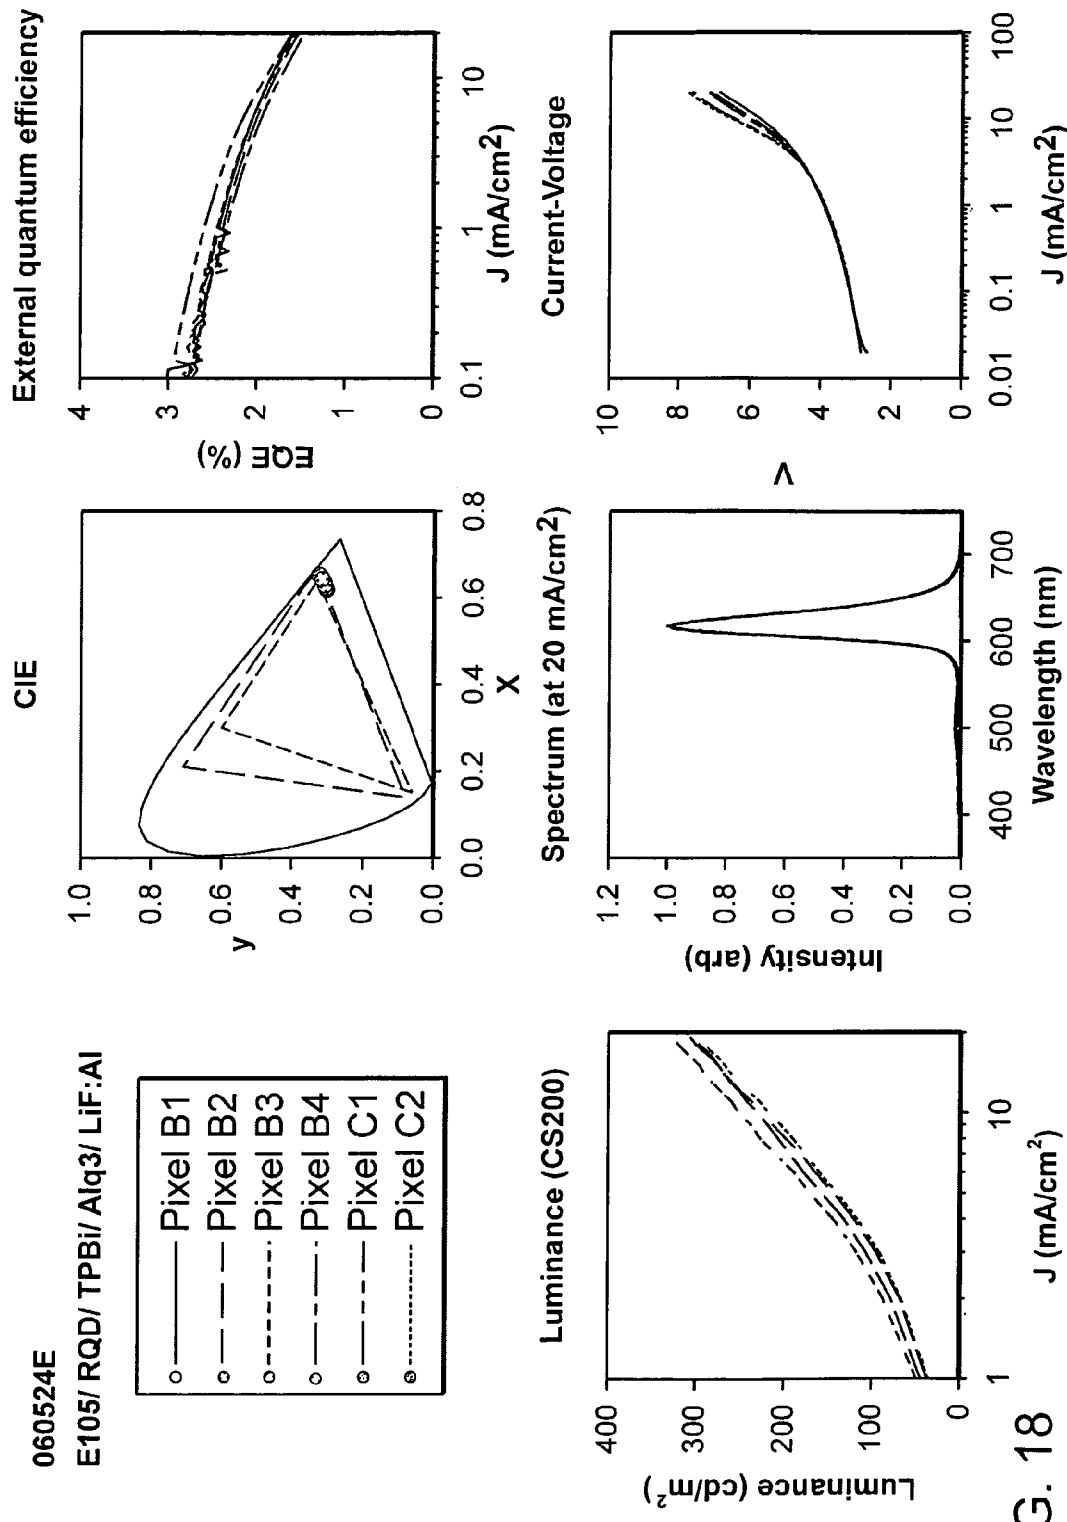 060524E
E105/ RQD/ TPBi/ Alq3/ LiF:Al
Pixel B1
Pixel B2
Pixel B3
Pixel B4
Pixel C1
Pixel C2
CIE
y
1.0
0.8
0.6
0.4
0.2
0.0
0.0
0.2
0.4
0.6
0.8
X
External quantum efficiency
EQE (%)
4
3
2
1
0
0.1
1
10
J (mA/cm2)
Luminance (CS200)
Luminance (cd/m2)
400
300
200
100
0
1
10
J (mA/cm2)
Spectrum (at 20 mA/cm2)
Intensity (arb)
1.2
1.0
0.8
0.6
0.4
0.2
0.0
400
500
600
700
Wavelength (nm)
Current-Voltage
V
10
8
6
4
2
0
0.01
0.1
1
10
100
J (mA/cm2)
G. 18